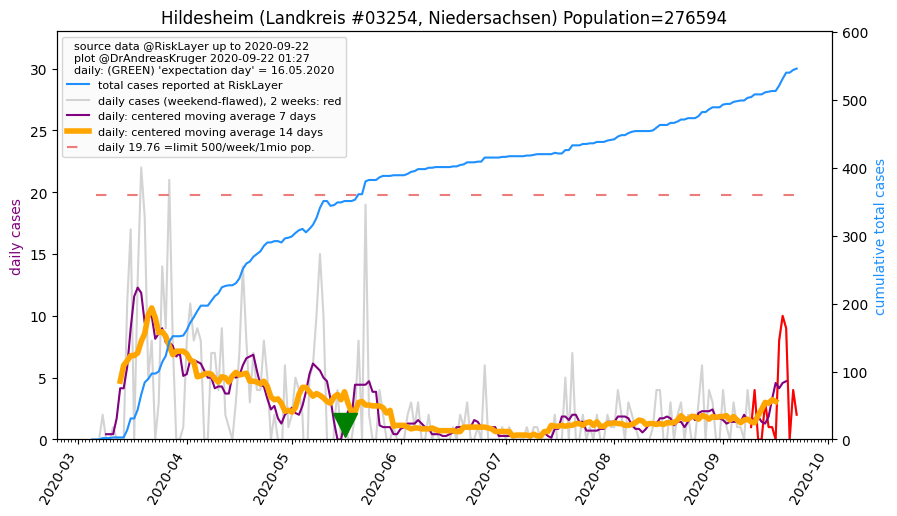 Hildesheim (Landkreis #03254, Niedersachsen) Population=276594
source data @RiskLayer up to 2020-09-22
plot @DrAndreasKruger 2020-09-22 01:27
daily: (GREEN) 'expectation day' = 16.05.2020
total cases reported at RiskLayer
daily cases (weekend-flawed), 2 weeks: red
daily: centered moving average 7 days
daily: centered moving average 14 days
daily 19.76 =limit 500/week/1mio pop.
daily cases
30
25
20
15
10
5
0
cumulative total cases
600
500
400
300
200
100
0
2020-03
2020-04
2020-05
2020-06
2020-07
2020-08
2020-09
2020-10